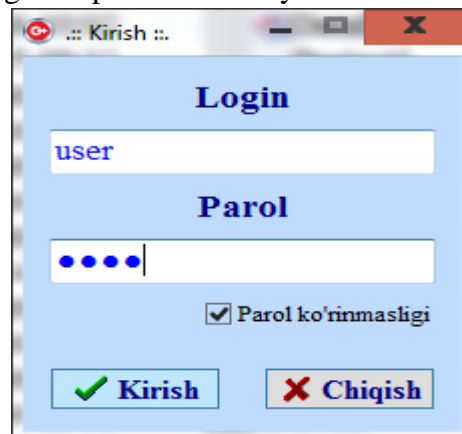 .:: Kirish ::.
Login
user
Parol
●●●●
Parol ko'rinmasligi
Kirish
Chiqish